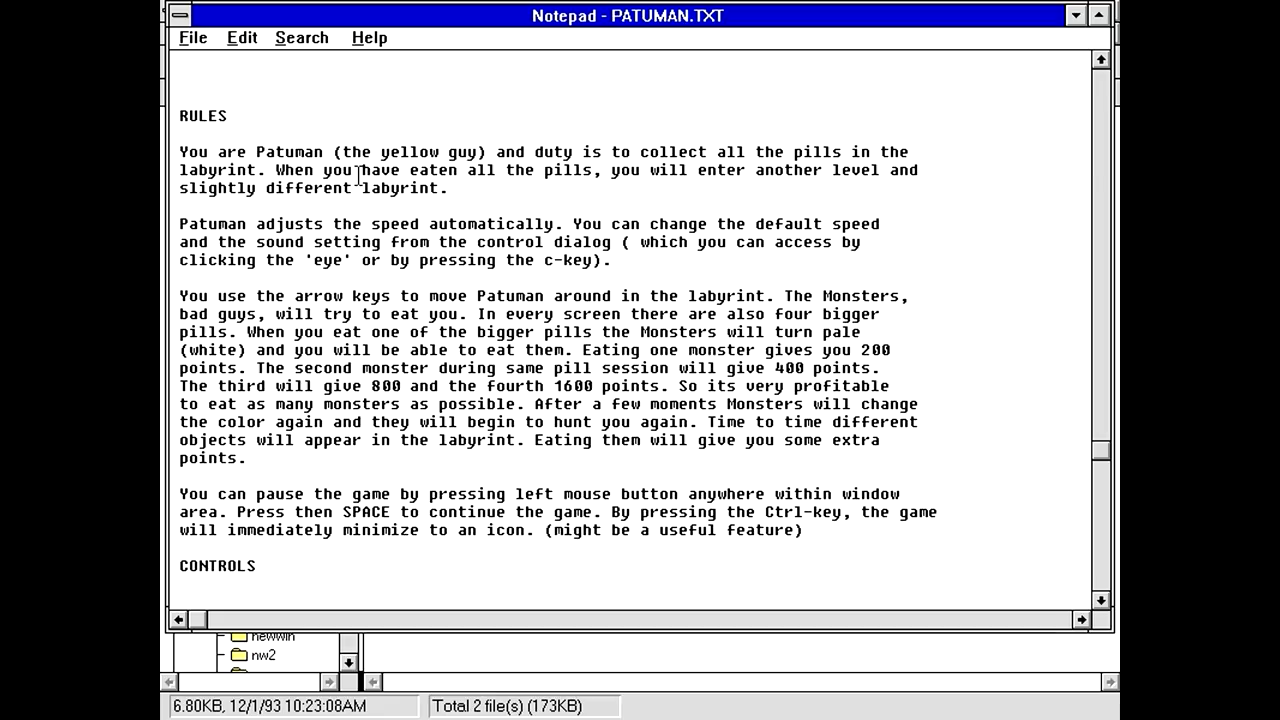 Notepad - PATUMAN.TXT
File Edit Search Help
RULES
You are Patuman (the yellow guy) and duty is to collect all the pills in the
labyrint. When you have eaten all the pills, you will enter another level and
slightly different labyrint.
Patuman adjusts the speed automatically. You can change the default speed
and the sound setting from the control dialog ( which you can access by
clicking the 'eye' or by pressing the c-key).
You use the arrow keys to move Patuman around in the labyrint. The Monsters,
bad guys, will try to eat you. In every screen there are also four bigger
pills. When you eat one of the bigger pills the Monsters will turn pale
(white) and you will be able to eat them. Eating one monster gives you 200
points. The second monster during same pill session will give 400 points.
The third will give 800 and the fourth 1600 points. So its very profitable
to eat as many monsters as possible. After a few moments Monsters will change
the color again and they will begin to hunt you again. Time to time different
objects will appear in the labyrint. Eating them will give you some extra
points.
You can pause the game by pressing left mouse button anywhere within window
area. Press then SPACE to continue the game. By pressing the Ctrl-key, the game
will immediately minimize to an icon. (might be a useful feature)
CONTROLS
newwin
nw2
6.80KB, 12/1/93 10:23:08AM
Total 2 file(s) (173KB)